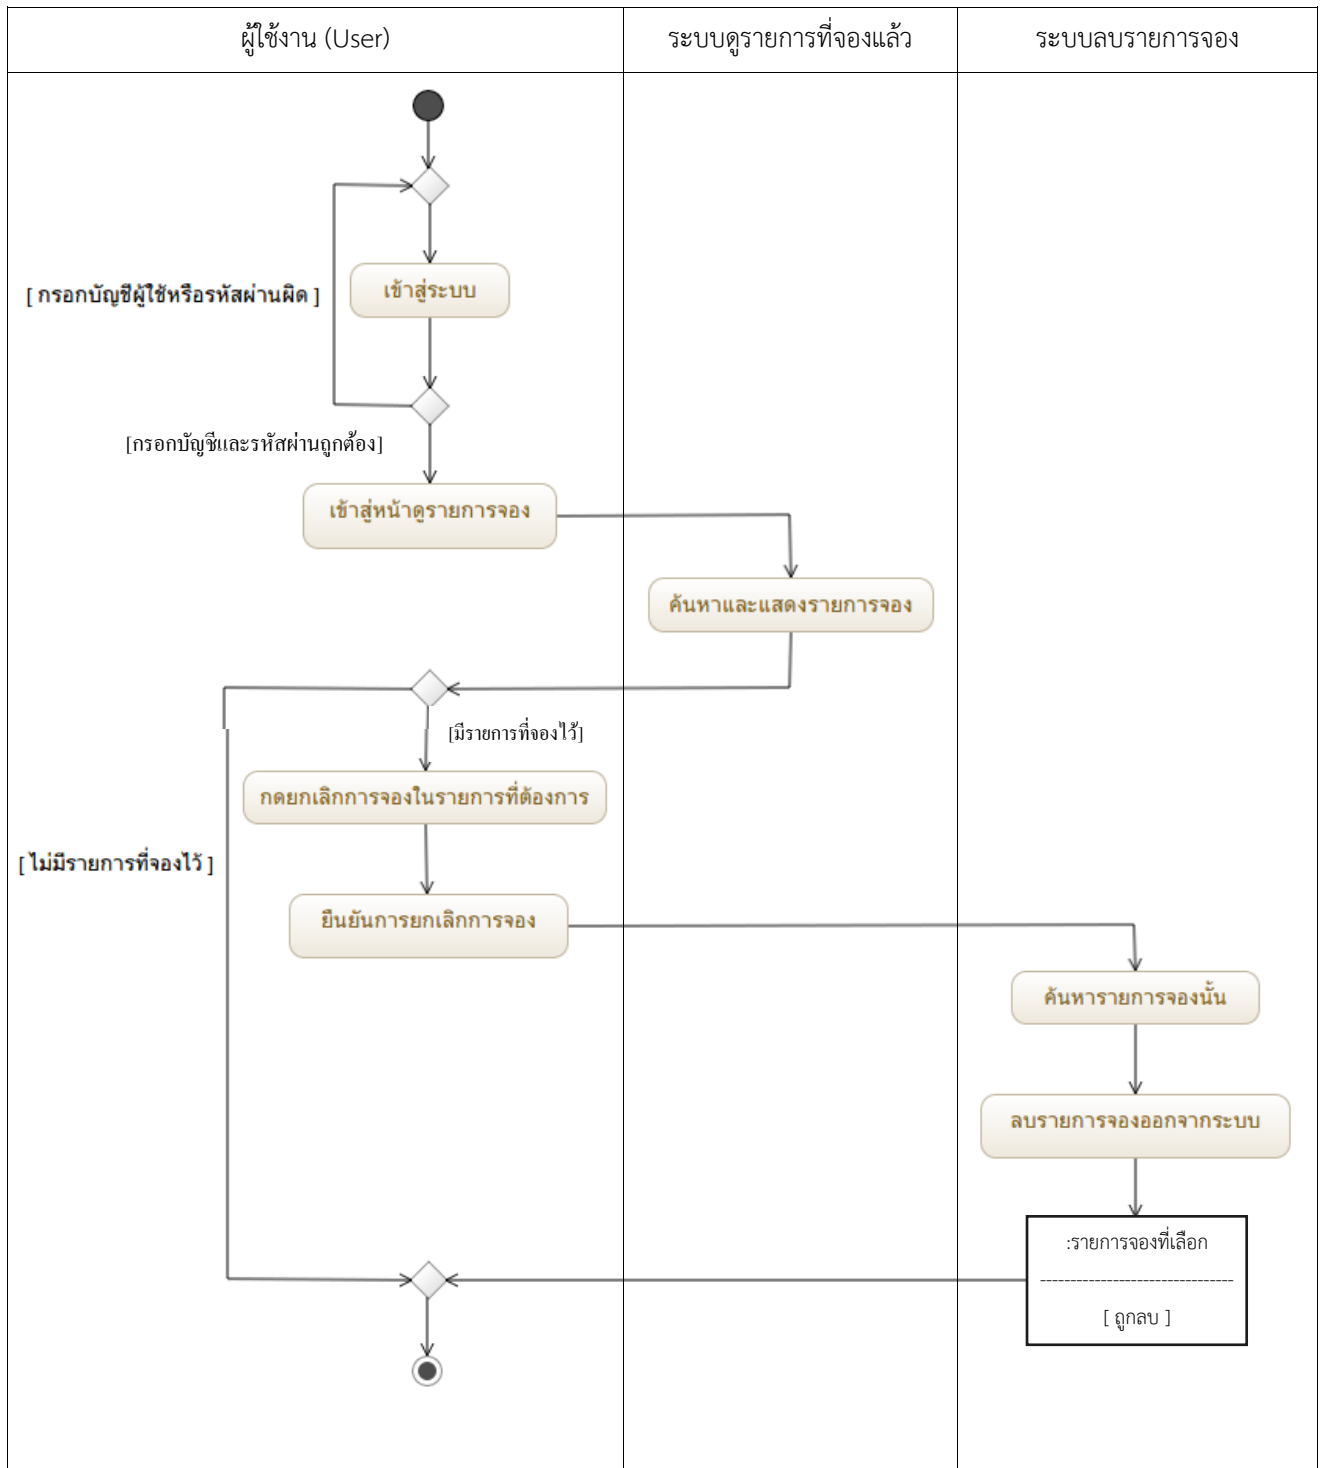 ผู้ใช้งาน (User)
ระบบดูรายการที่จองแล้ว
ระบบลบรายการจอง
[ กรอกบัญชีผู้ใช้หรือรหัสผ่านผิด ]
เข้าสู่ระบบ
[กรอกบัญชีและรหัสผ่านถูกต้อง]
เข้าสู่หน้าดูรายการจอง
ค้นหาและแสดงรายการจอง
[มีรายการที่จองไว้]
กดยกเลิกการจองในรายการที่ต้องการ
[ ไม่มีรายการที่จองไว้ ]
ยืนยันการยกเลิกการจอง
ค้นหารายการจองนั้น
ลบรายการจองออกจากระบบ
:รายการจองที่เลือก
--------------------------------
[ ถูกลบ ]